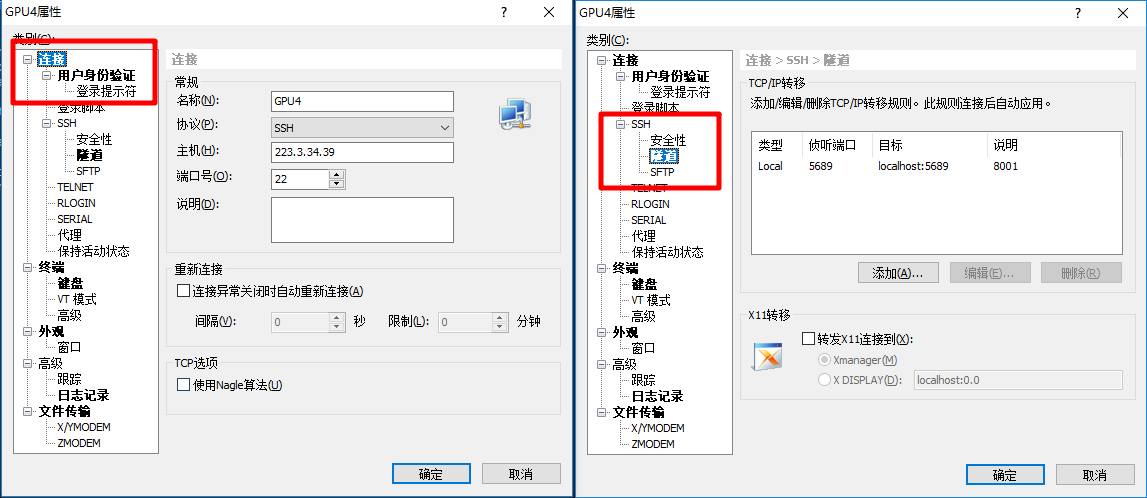 GPU4属性
?
类别(C):
连接
用户身份验证
登录提示符
登录脚本
SSH
安全性
隧道
SFTP
TELNET
RLOGIN
SERIAL
代理
保持活动状态
终端
键盘
VT 模式
高级
外观
窗口
高级
跟踪
日志记录
文件传输
X/YMODEM
ZMODEM
连接
常规
名称(N): GPU4
协议(P): SSH
主机(H): 223.3.34.39
端口号(O): 22
说明(D):
重新连接
连接异常关闭时自动重新连接(A)
间隔(V): 0 秒 限制(L): 0 分钟
TCP选项
使用Nagle算法(U)
确定 取消
GPU4属性
?
类别(C):
连接
用户身份验证
登录提示符
登录脚本
SSH
安全性
隧道
SFTP
TELNET
RLOGIN
SERIAL
代理
保持活动状态
终端
键盘
VT 模式
高级
外观
窗口
高级
跟踪
日志记录
文件传输
X/YMODEM
ZMODEM
连接 > SSH > 隧道
TCP/IP转移
添加/编辑/删除TCP/IP转移规则。此规则连接后自动应用。
类型 侦听端口 目标 说明
Local 5689 localhost:5689 8001
添加(A)... 编辑(E)... 删除(R)
X11转移
转发X11连接到(X):
Xmanager(M)
X DISPLAY(D): localhost:0.0
确定 取消